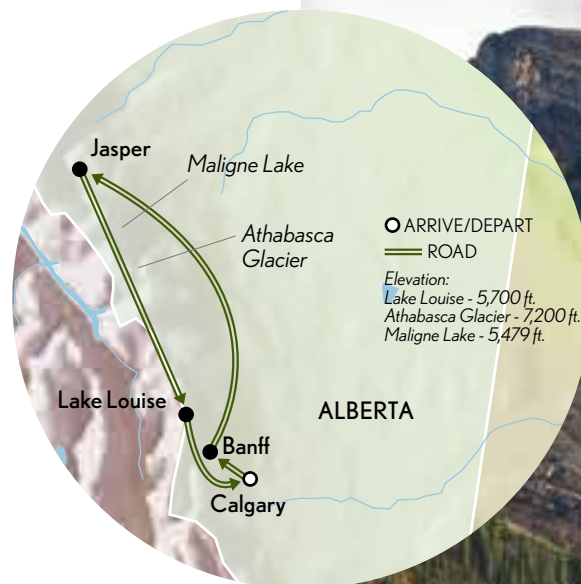 Jasper
Maligne Lake
Athabasca
Glacier
ARRIVE/DEPART
ROAD
Elevation:
Lake Louise - 5,700 ft.
Athabasca Glacier - 7,200 ft.
Maligne Lake - 5,479 ft.
Lake Louise
ALBERTA
Banff
Calgary